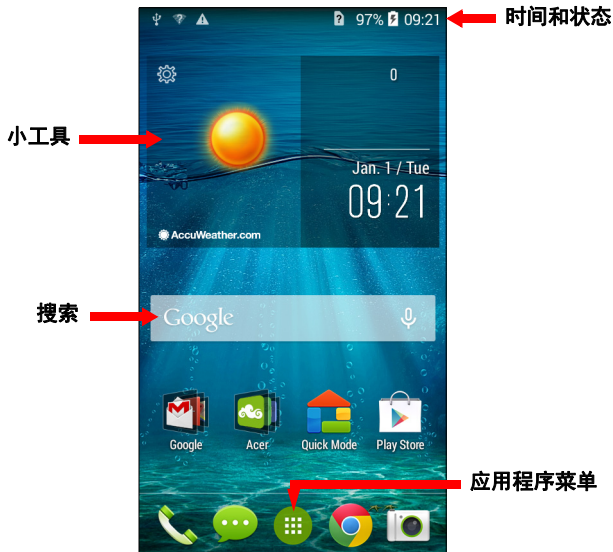 97% 09:21
时间和状态
0
小工具
Jan. 1 / Tue
09:21
AccuWeather.com
搜索
Google
Google
Acer
Quick Mode
Play Store
应用程序菜单